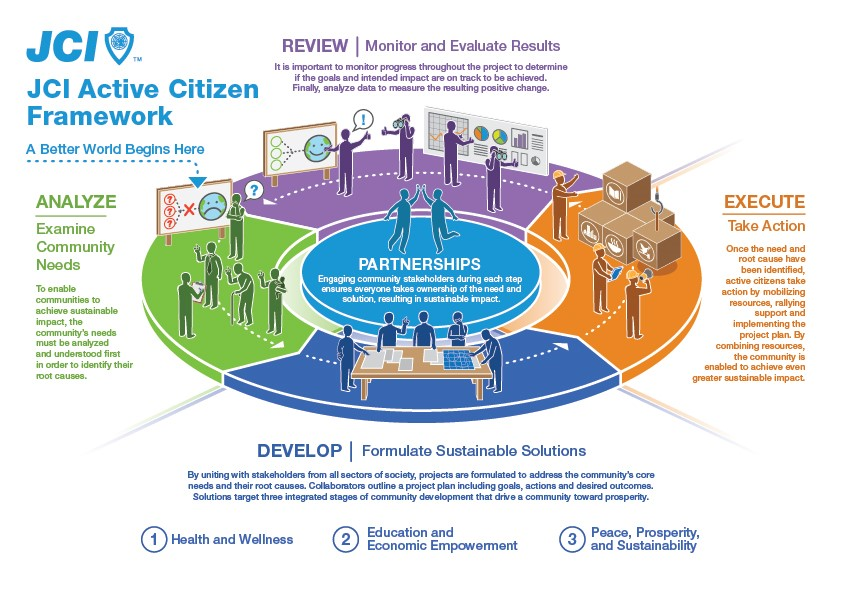 JCI
TM
JCI Active Citizen
Framework
A Better World Begins Here
REVIEW | Monitor and Evaluate Results
It is important to monitor progress throughout the project to determine
if the goals and intended impact are on track to be achieved.
Finally, analyze data to measure the resulting positive change.
!
?
?
?
?
ANALYZE
Examine
Community
Needs
To enable
communities to
achieve sustainable
impact, the
community's needs
must be analyzed
and understood first
in order to identify their
root causes.
EXECUTE
Take Action
Once the need and
root cause have
been identified,
active citizens take
action by mobilizing
resources, rallying
support and
implementing the
project plan. By
combining resources,
the community is
enabled to achieve even
greater sustainable impact.
PARTNERSHIPS
Engaging community stakeholders during each step
ensures everyone takes ownership of the need and
solution, resulting in sustainable impact.
DEVELOP | Formulate Sustainable Solutions
By uniting with stakeholders from all sectors of society, projects are formulated to address the community's core
needs and their root causes. Collaborators outline a project plan including goals, actions and desired outcomes.
Solutions target three integrated stages of community development that drive a community toward prosperity.
1 Health and Wellness
2 Education and
Economic Empowerment
3 Peace, Prosperity,
and Sustainability